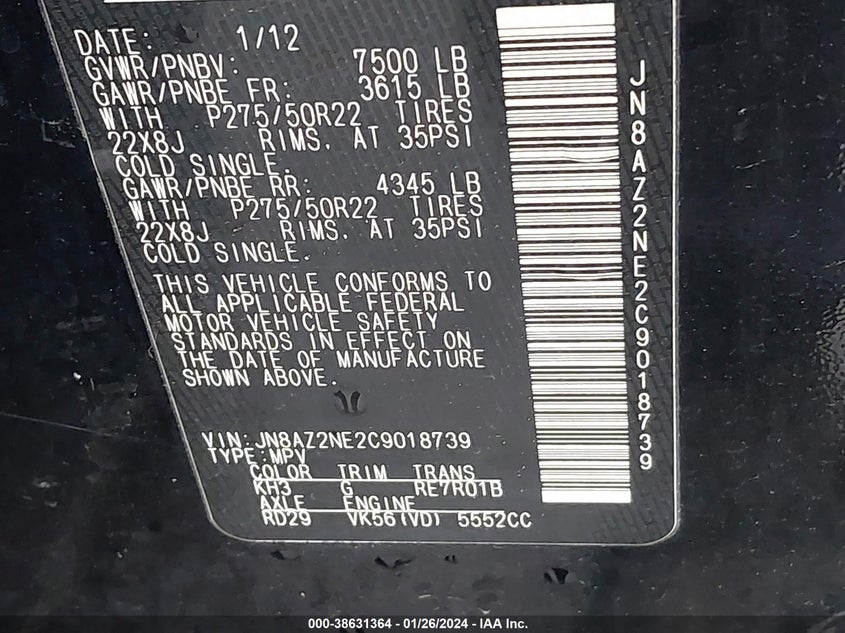 DATE: 1/12
GVWR/PNBV: 7500 LB
GAWR/PNBE FR: 3615 LB
WITH P275/50R22 TIRES
22X8J RIMS, AT 35PSI
COLD SINGLE.
GAWR/PNBE RR: 4345 LB
WITH P275/50R22 TIRES
22X8J RIMS, AT 35PSI
COLD SINGLE.
THIS VEHICLE CONFORMS TO
ALL APPLICABLE FEDERAL
MOTOR VEHICLE SAFETY
STANDARDS IN EFFECT ON
THE DATE OF MANUFACTURE
SHOWN ABOVE.
VIN:JN8AZ2NE2C9018739
TYPE:MPV
COLOR TRIM TRANS
KH3 G RE7R01B
AXLE ENGINE
RD29 VK56(VD) 5552CC
JN8AZ2NE2C9018739
000-38631364 - 01/26/2024 - IAA Inc.